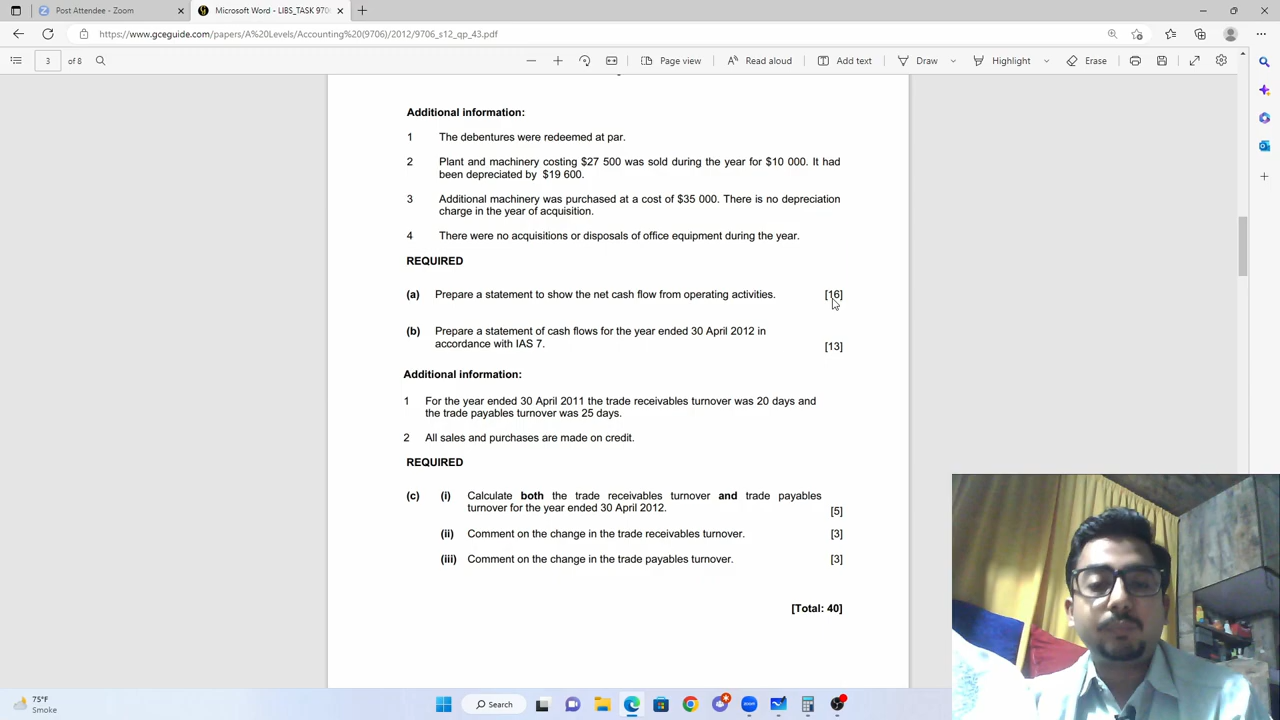 Post Attendee - Zoom
Microsoft Word - LIBS_TASK 970
https://www.gceguide.com/papers/A%20Levels/Accounting%20(9706)/2012/9706_s12_qp_43.pdf
3 of 8
Page view
Read aloud
Add text
Draw
Highlight
Erase
Additional information:
1 The debentures were redeemed at par.
2 Plant and machinery costing $27 500 was sold during the year for $10 000. It had
been depreciated by $19 600.
3 Additional machinery was purchased at a cost of $35 000. There is no depreciation
charge in the year of acquisition.
4 There were no acquisitions or disposals of office equipment during the year.
REQUIRED
(a) Prepare a statement to show the net cash flow from operating activities. [16]
(b) Prepare a statement of cash flows for the year ended 30 April 2012 in
accordance with IAS 7. [13]
Additional information:
1 For the year ended 30 April 2011 the trade receivables turnover was 20 days and
the trade payables turnover was 25 days.
2 All sales and purchases are made on credit.
REQUIRED
(c) (i) Calculate both the trade receivables turnover and trade payables
turnover for the year ended 30 April 2012. [5]
(ii) Comment on the change in the trade receivables turnover. [3]
(iii) Comment on the change in the trade payables turnover. [3]
[Total: 40]
75°F
Smoke
Search